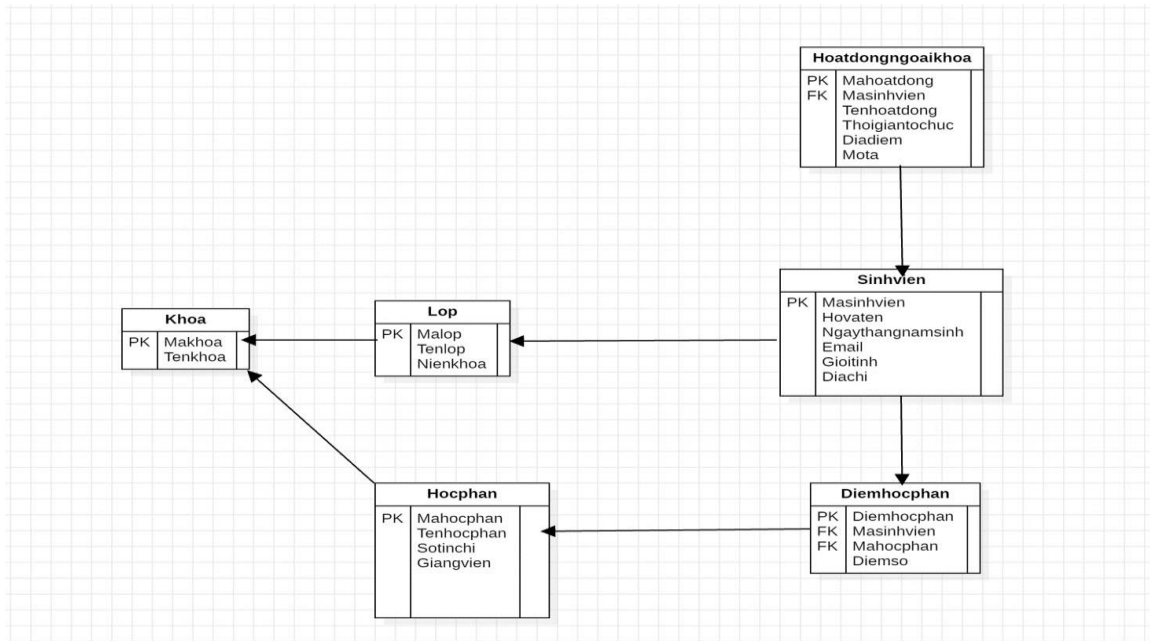 Hoatdongngoaikhoa
PK Mahoatdong
FK Masinhvien
Tenhoatdong
Thoigiantochuc
Diadiem
Mota
Sinhvien
PK Masinhvien
Hovaten
Ngaythangnamsinh
Email
Gioitinh
Diachi
Lop
PK Malop
Tenlop
Nienkhoa
Khoa
PK Makhoa
Tenkhoa
Hocphan
PK Mahocphan
Tenhocphan
Sotinchi
Giangvien
Diemhocphan
PK Diemhocphan
FK Masinhvien
FK Mahocphan
Diemso